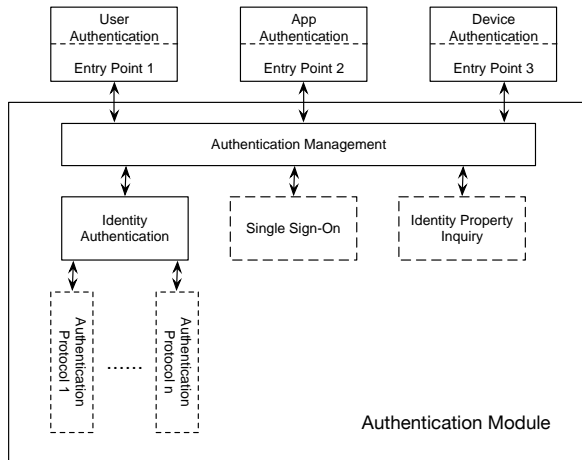 User
Authentication
Entry Point 1
App
Authentication
Entry Point 2
Device
Authentication
Entry Point 3
Authentication Management
Identity
Authentication
Single Sign-On
Identity Property
Inquiry
Authentication
Protocol 1
......
Authentication
Protocol n
Authentication Module